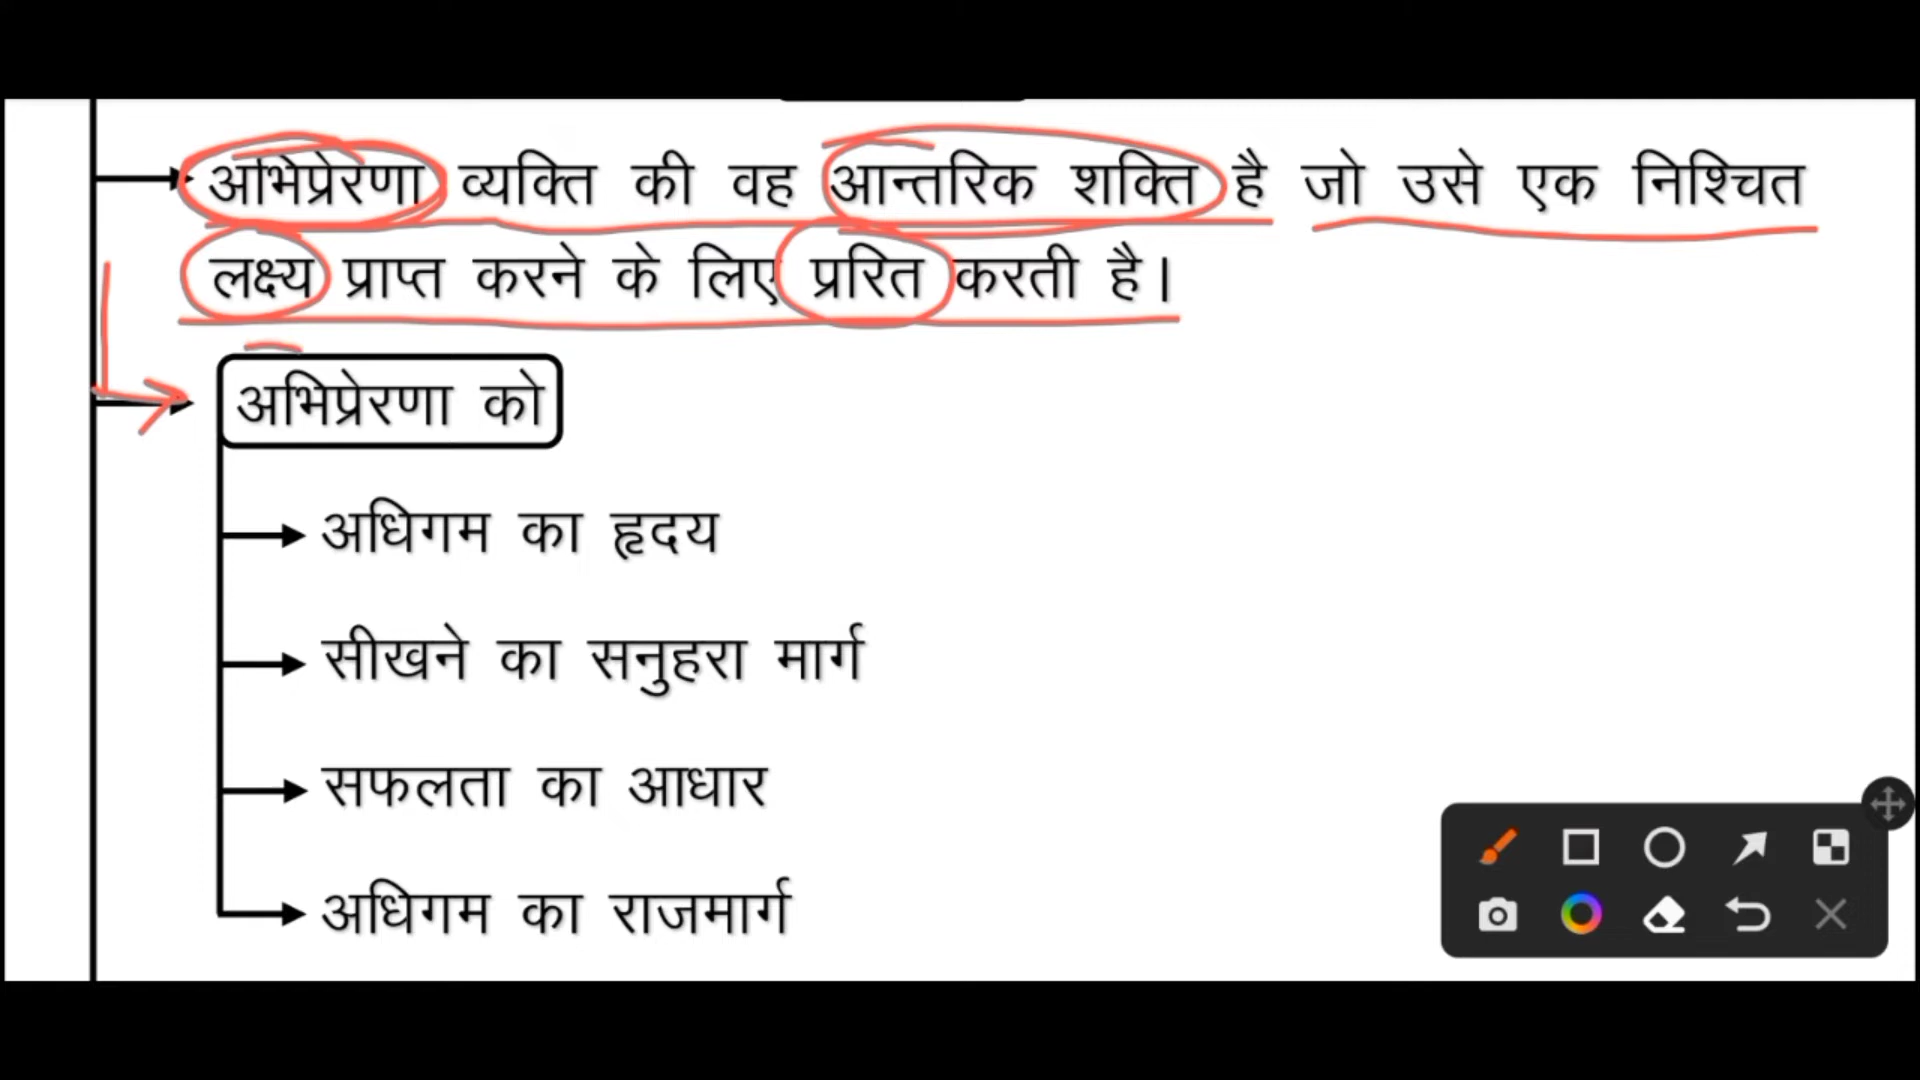 अभिप्रेरणा व्यक्ति की वह आन्तरिक शक्ति है जो उसे एक निश्चित
लक्ष्य प्राप्त करने के लिए प्ररित करती है।
अभिप्रेरणा को
अधिगम का हृदय
सीखने का सनुहरा मार्ग
सफलता का आधार
अधिगम का राजमार्ग